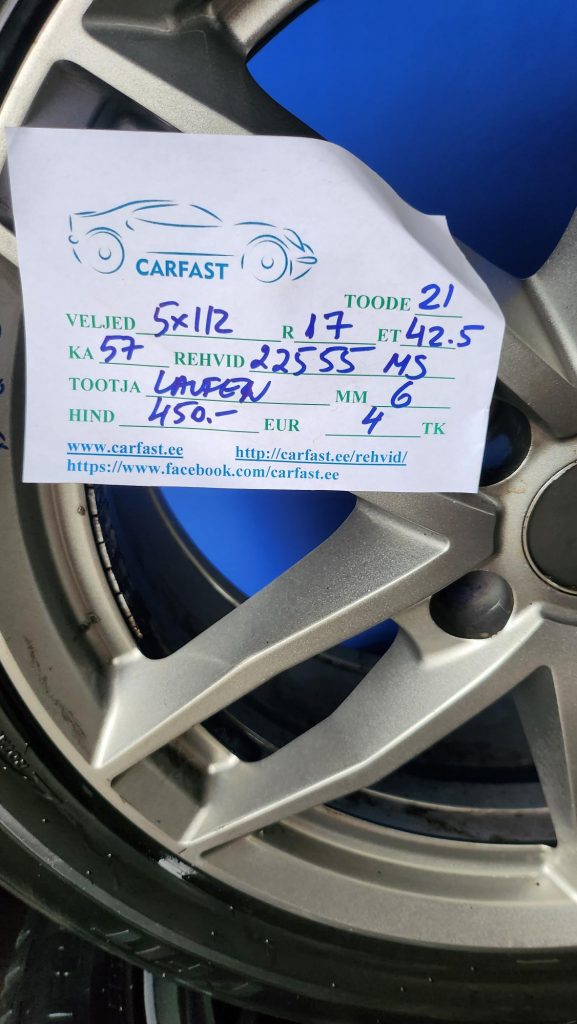 CARFAST
TOODE 21
VELJED 5x112 R 17 ET 42.5
KA 57 REHVID 225 55 MS
TOOTJA LAUFEN MM 6
HIND 450.- EUR 4 TK
www.carfast.ee http://carfast.ee/rehvid/
https://www.facebook.com/carfast.ee